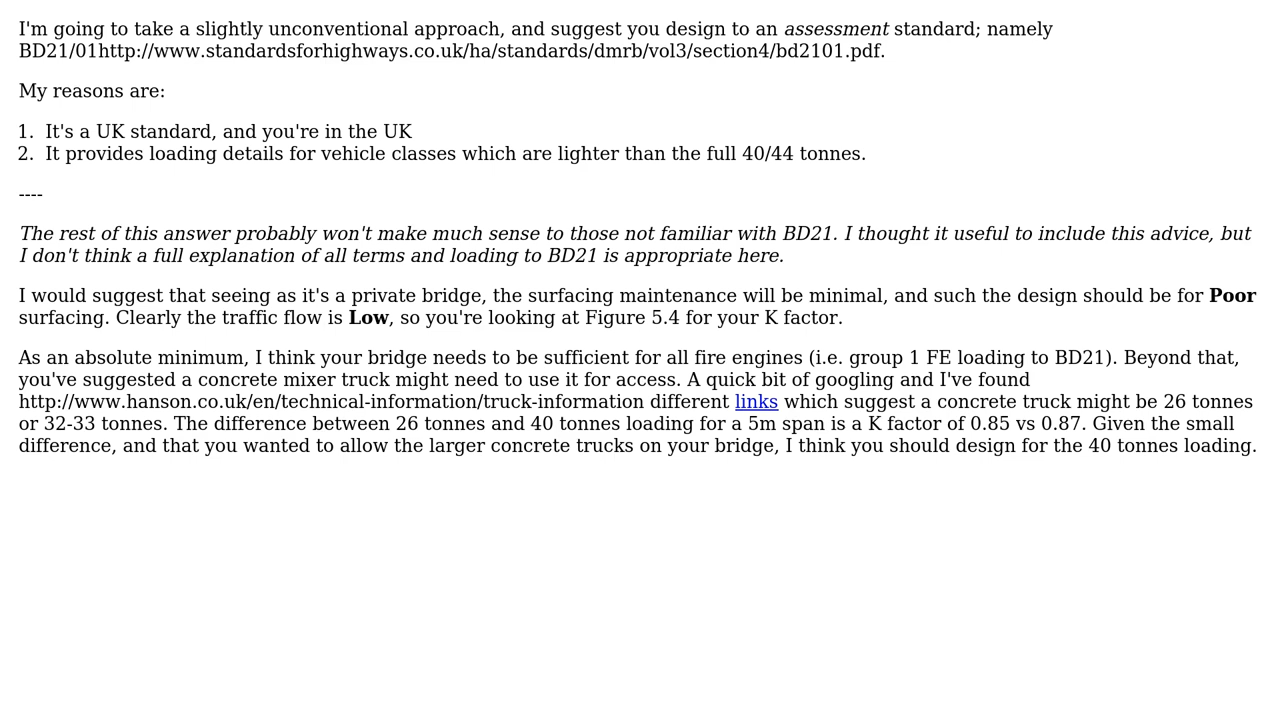 I'm going to take a slightly unconventional approach, and suggest you design to an assessment standard; namely
BD21/01http://www.standardsforhighways.co.uk/ha/standards/dmrb/vol3/section4/bd2101.pdf.
My reasons are:
1. It's a UK standard, and you're in the UK
2. It provides loading details for vehicle classes which are lighter than the full 40/44 tonnes.
----
The rest of this answer probably won't make much sense to those not familiar with BD21. I thought it useful to include this advice, but
I don't think a full explanation of all terms and loading to BD21 is appropriate here.
I would suggest that seeing as it's a private bridge, the surfacing maintenance will be minimal, and such the design should be for Poor
surfacing. Clearly the traffic flow is Low, so you're looking at Figure 5.4 for your K factor.
As an absolute minimum, I think your bridge needs to be sufficient for all fire engines (i.e. group 1 FE loading to BD21). Beyond that,
you've suggested a concrete mixer truck might need to use it for access. A quick bit of googling and I've found
http://www.hanson.co.uk/en/technical-information/truck-information different links which suggest a concrete truck might be 26 tonnes
or 32-33 tonnes. The difference between 26 tonnes and 40 tonnes loading for a 5m span is a K factor of 0.85 vs 0.87. Given the small
difference, and that you wanted to allow the larger concrete trucks on your bridge, I think you should design for the 40 tonnes loading.